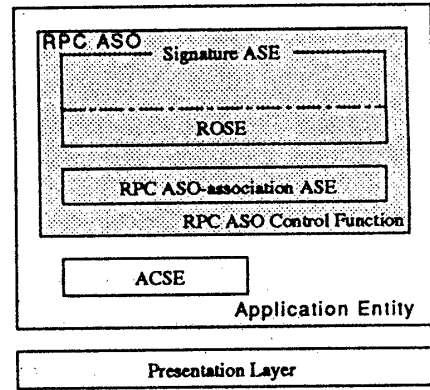 RPC ASO
Signature ASE
ROSE
RPC ASO-association ASE
RPC ASO Control Function
ACSE
Application Entity
Presentation Layer